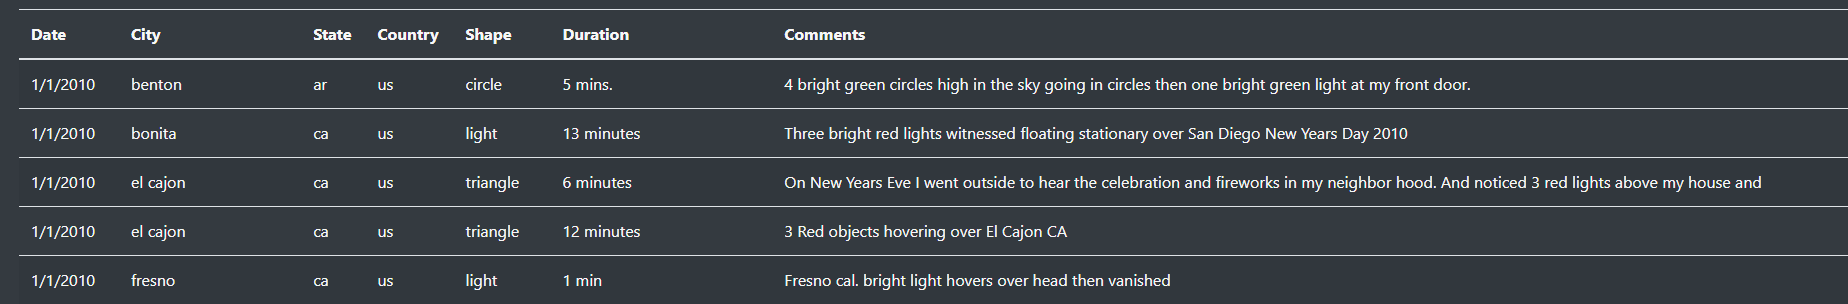 Date City State Country Shape Duration Comments
1/1/2010 benton ar us circle 5 mins. 4 bright green circles high in the sky going in circles then one bright green light at my front door.
1/1/2010 bonita ca us light 13 minutes Three bright red lights witnessed floating stationary over San Diego New Years Day 2010
1/1/2010 el cajon ca us triangle 6 minutes On New Years Eve I went outside to hear the celebration and fireworks in my neighbor hood. And noticed 3 red lights above my house and
1/1/2010 el cajon ca us triangle 12 minutes 3 Red objects hovering over El Cajon CA
1/1/2010 fresno ca us light 1 min Fresno cal. bright light hovers over head then vanished